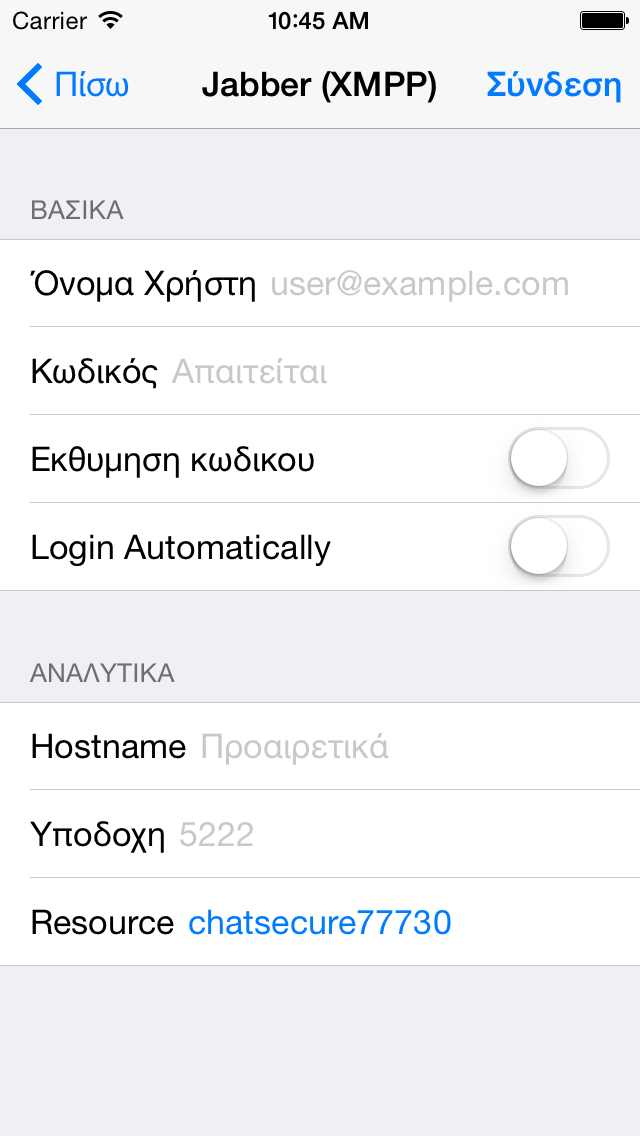 Carrier 10:45 AM
Πίσω Jabber (XMPP) Σύνδεση
ΒΑΣΙΚΑ
Όνομα Χρήστη user@example.com
Κωδικός Απαιτείται
Εκθυμηση κωδικου
Login Automatically
ΑΝΑΛΥΤΙΚΑ
Hostname Προαιρετικά
Υποδοχη 5222
Resource chatsecure77730